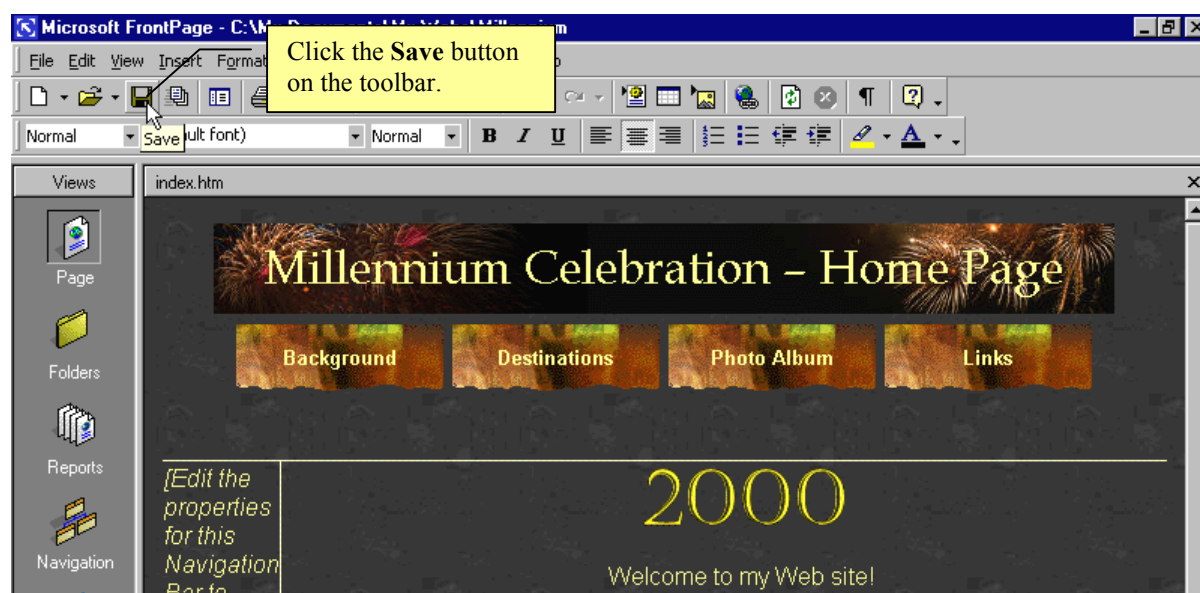 Microsoft FrontPage - C:\M
Click the Save button
on the toolbar.
File Edit View Insert Format
Normal
Save
ult font)
Normal
B I U
A
Views
index.htm
Page
Folders
Reports
Navigation
Millennium Celebration – Home Page
Background Destinations Photo Album Links
[Edit the
properties
for this
Navigation
Bar to
2000
Welcome to my Web site!